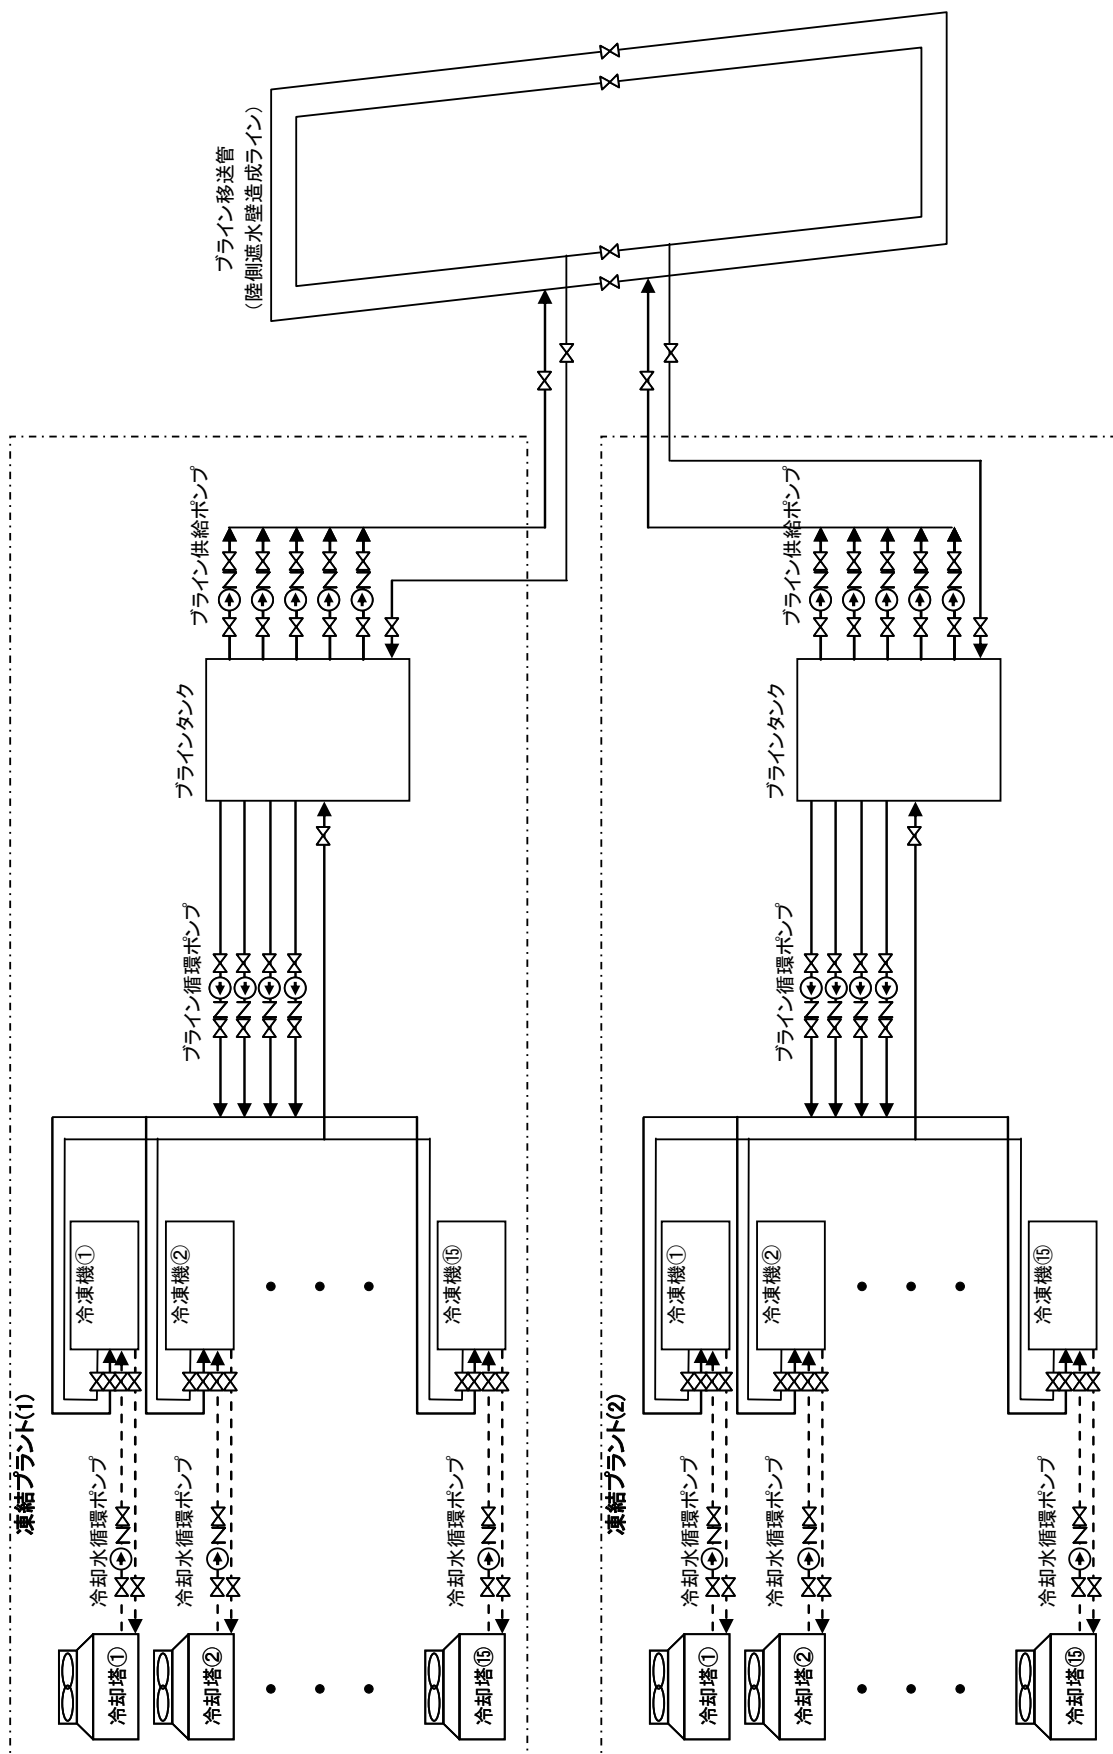 ブライン移送管
（陸側遮水壁造成ライン）
凍結プラント(1)
ブライン供給ポンプ
ブラインタンク
ブライン循環ポンプ
冷凍機①
冷凍機②
冷凍機⑮
冷却水循環ポンプ
冷却水循環ポンプ
冷却水循環ポンプ
冷却塔①
冷却塔②
冷却塔⑮
凍結プラント(2)
ブライン供給ポンプ
ブラインタンク
ブライン循環ポンプ
冷凍機①
冷凍機②
冷凍機⑮
冷却水循環ポンプ
冷却水循環ポンプ
冷却水循環ポンプ
冷却塔①
冷却塔②
冷却塔⑮